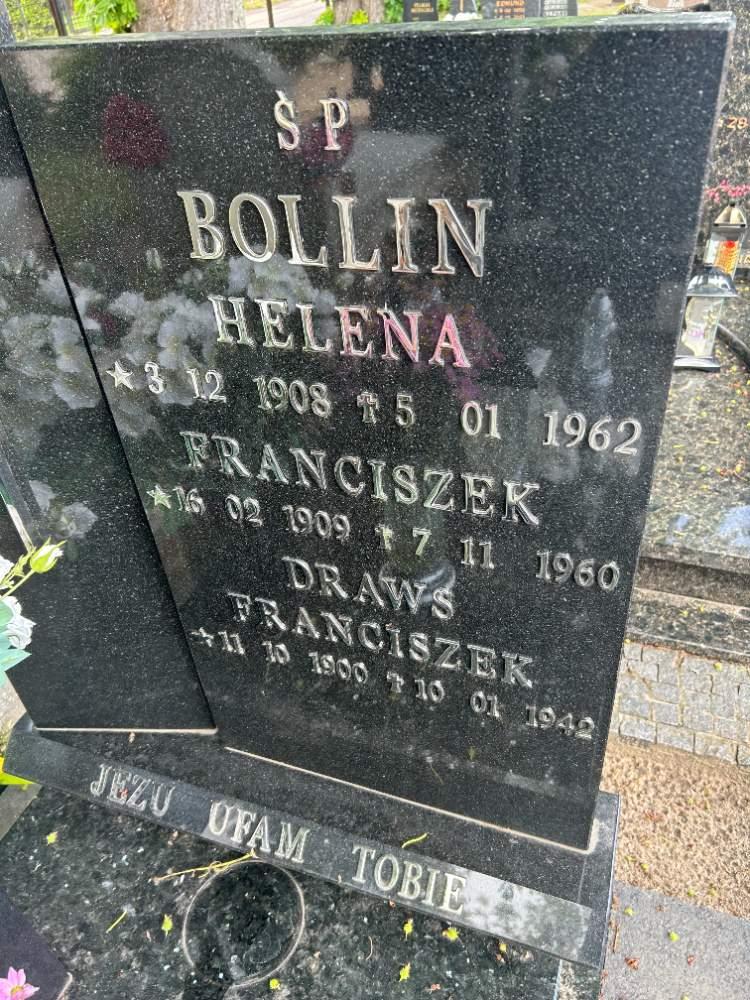 Ś P
BOLLIN
HELENA
★ 3 12 1908 ✝ 5 01 1962
FRANCISZEK
★ 16 02 1909 ✝ 7 11 1960
DRAWS
FRANCISZEK
★ 11 10 1900 ✝ 10 01 1942
JEZU UFAM TOBIE